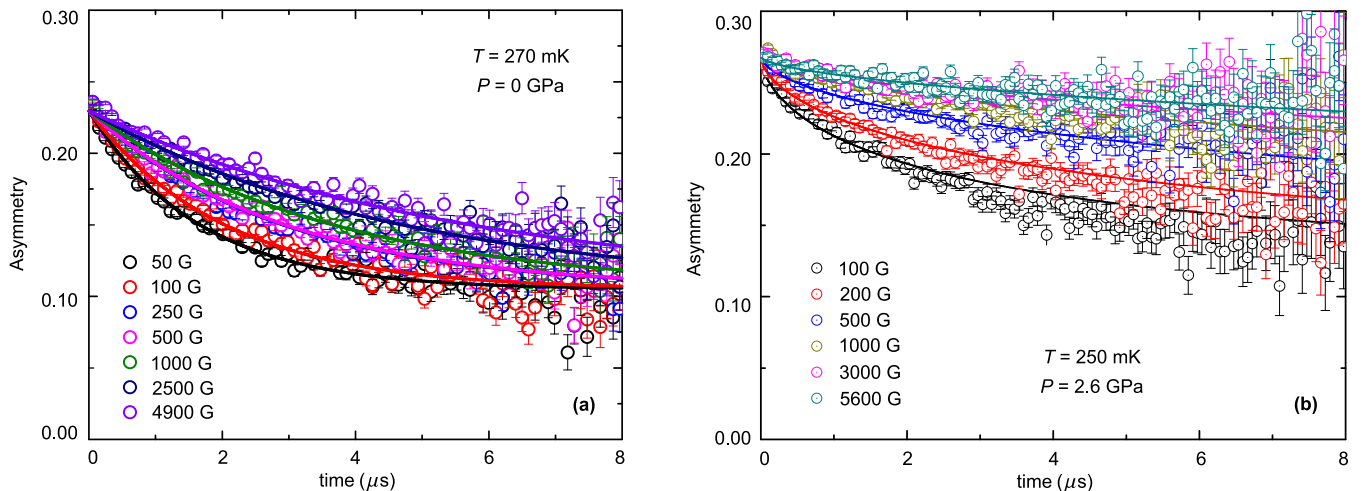 0.30
0.20
0.10
0.00
Asymmetry
T = 270 mK
P = 0 GPa
50 G
100 G
250 G
500 G
1000 G
2500 G
4900 G
(a)
0 2 4 6 8
time (μs)
0.30
0.20
0.10
0.00
Asymmetry
100 G
200 G
500 G
1000 G
3000 G
5600 G
T = 250 mK
P = 2.6 GPa
(b)
0 2 4 6 8
time (μs)